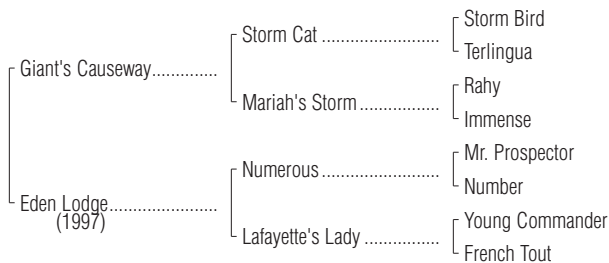 Storm Bird
Storm Cat ........................
Terlingua
Giant's Causeway..............
Rahy
Mariah's Storm ................
Immense
Mr. Prospector
Numerous ........................
Number
Eden Lodge.......................
(1997)
Young Commander
Lafayette's Lady ...............
French Tout